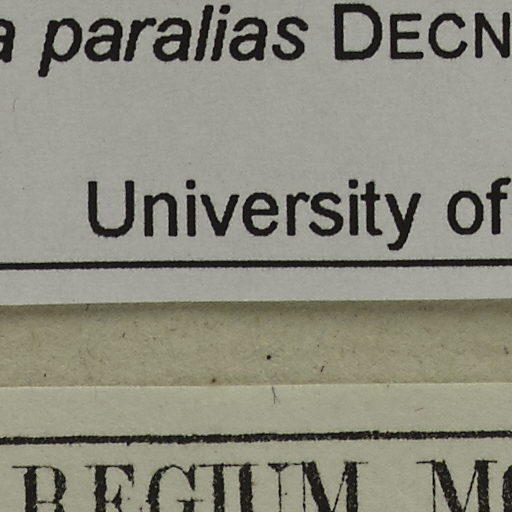 a paralias DECN
University of
REGIUM MO